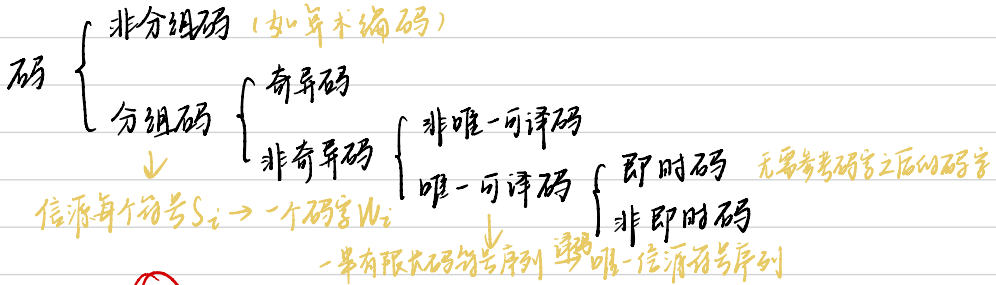 非分组码（如算术编码）
码
奇异码
分组码
非唯一可译码
非奇异码
即时码 无需参考码字之后的码字
唯一可译码
信源每个符号Si→一个码字Wi
非即时码
一串有限长码符号序列 译码 唯一信源符号序列